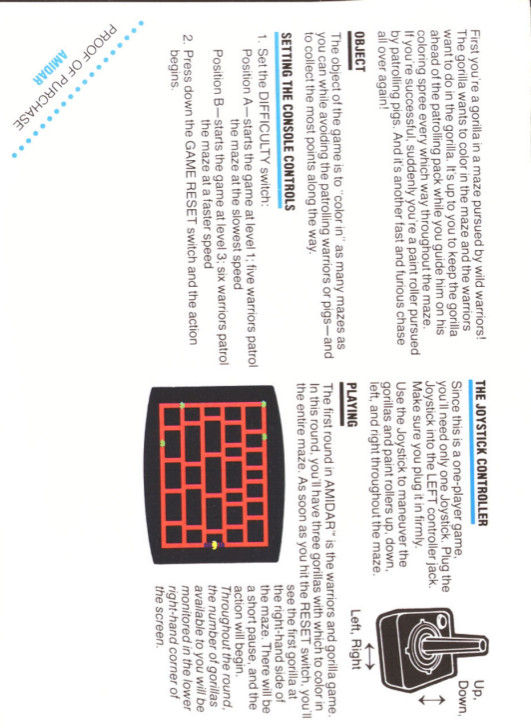 First you're a gorilla in a maze pursued by wild warriors!
The gorilla wants to color in the maze and the warriors
want to do in the gorilla. It's up to you to keep the gorilla
ahead of the patrolling pack while you guide him on his
coloring spree every which way throughout the maze.
If you're successful, suddenly you're a paint roller pursued
by patrolling pigs. And it's another fast and furious chase
all over again!
OBJECT
The object of the game is to "color in" as many mazes as
you can while avoiding the patrolling warriors or pigs—and
to collect the most points along the way.
SETTING THE CONSOLE CONTROLS
1. Set the DIFFICULTY switch:
Position A—starts the game at level 1; five warriors patrol
the maze at the slowest speed
Position B—starts the game at level 3; six warriors patrol
the maze at a faster speed
2. Press down the GAME RESET switch and the action
begins.
PROOF OF PURCHASE
AMIDAR
THE JOYSTICK CONTROLLER
Since this is a one-player game,
you'll need only one Joystick. Plug the
Joystick into the LEFT controller jack.
Make sure you plug it in firmly.
Use the Joystick to maneuver the
gorillas and paint rollers up, down,
left, and right throughout the maze.
Up,
Down,
Left, Right
PLAYING
The first round in AMIDAR™ is the warriors and gorilla game.
In this round, you'll have three gorillas with which to color in
the entire maze. As soon as you hit the RESET switch, you'll
see the first gorilla at
the right-hand side of
the maze. There will be
a short pause, and the
action will begin.
Throughout the round,
the number of gorillas
available to you will be
monitored in the lower
right-hand corner of
the screen.